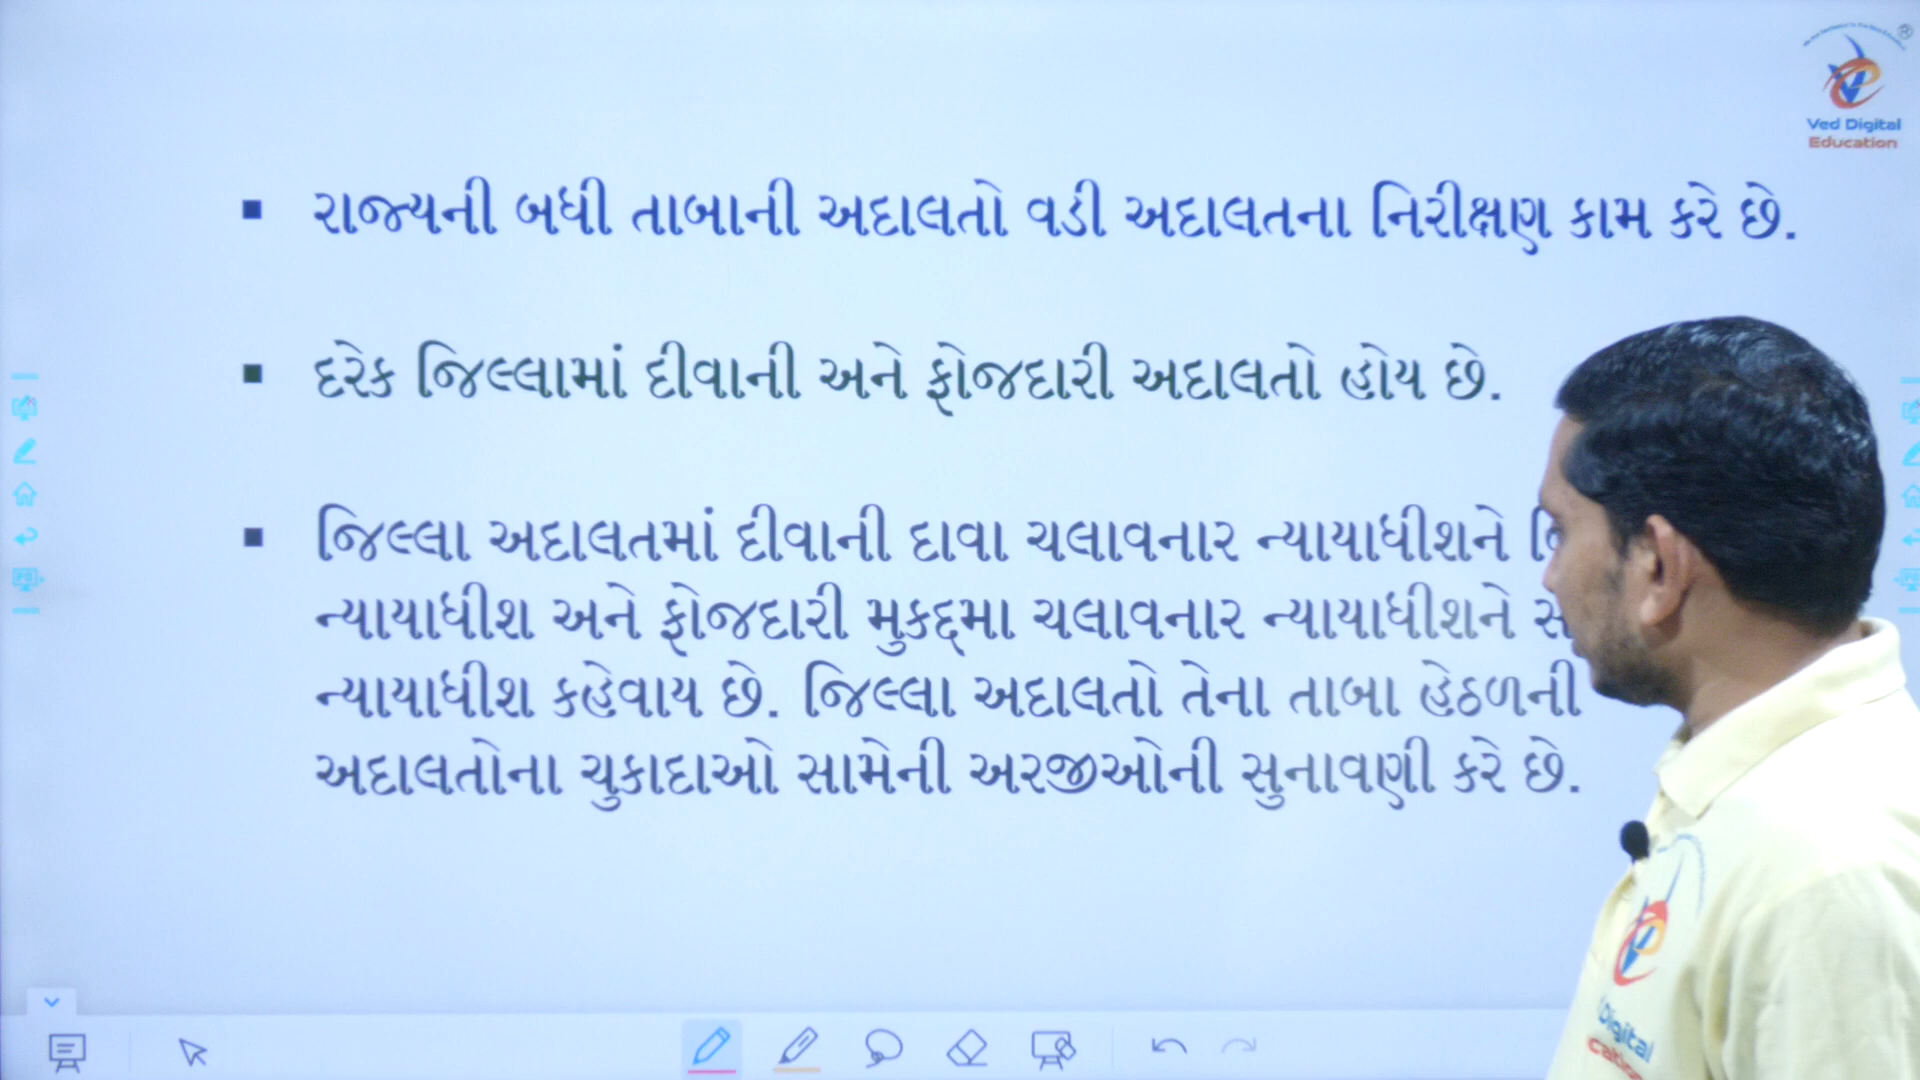 Ved Digital
Education
▪ રાજ્યની બધી તાબાની અદાલતો વડી અદાલતના નિરીક્ષણ કામ કરે છે.
▪ દરેક જિલ્લામાં દીવાની અને ફોજદારી અદાલતો હોય છે.
▪ જિલ્લા અદાલતમાં દીવાની દાવા ચલાવનાર ન્યાયાધીશને
ન્યાયાધીશ અને ફોજદારી મુકદ્દમા ચલાવનાર ન્યાયાધીશને
ન્યાયાધીશ કહેવાય છે. જિલ્લા અદાલતો તેના તાબા હેઠળની
અદાલતોના ચુકાદાઓ સામેની અરજીઓની સુનાવણી કરે છે.
Digital